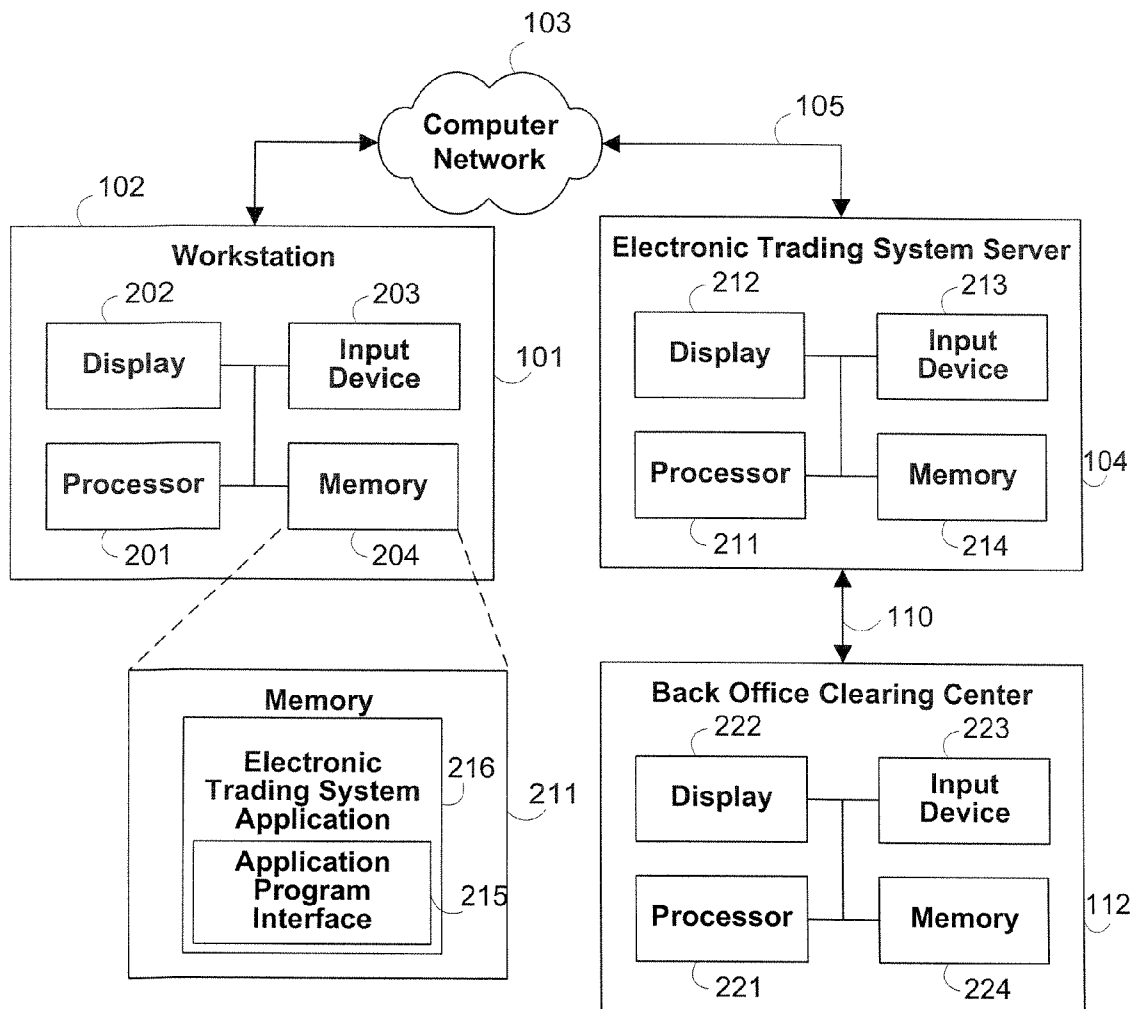 103
Computer
Network
105
102
Workstation
202
203
Display
Input
Device
101
Processor
Memory
201
204
Electronic Trading System Server
212
213
Display
Input
Device
Processor
Memory
104
211
214
110
Memory
Electronic
Trading System
Application
216
211
Application
Program
Interface
215
Back Office Clearing Center
222
223
Display
Input
Device
Processor
Memory
112
221
224